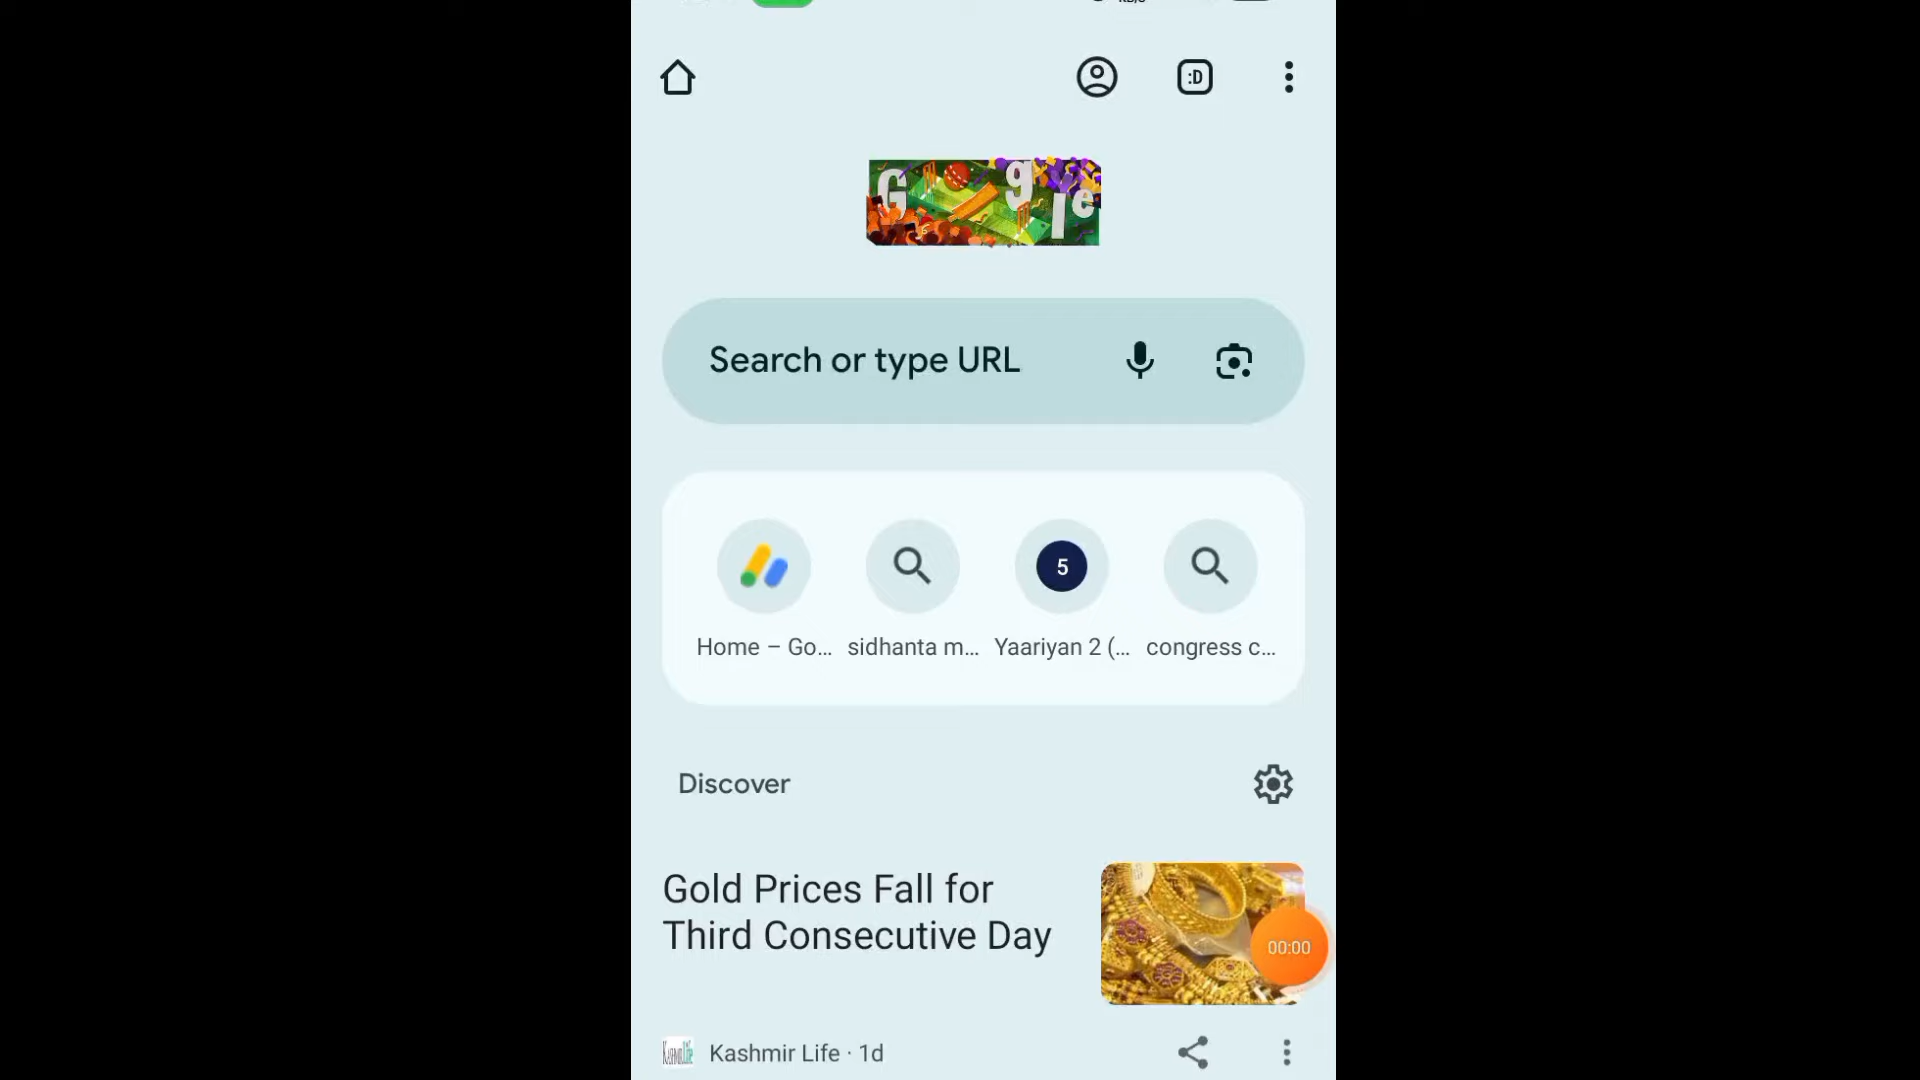 :D
G g l e
Search or type URL
5
Home – Go... sidhanta m... Yaariyan 2 (... congress c...
Discover
Gold Prices Fall for
Third Consecutive Day
00:00
Kashmir Life · 1d